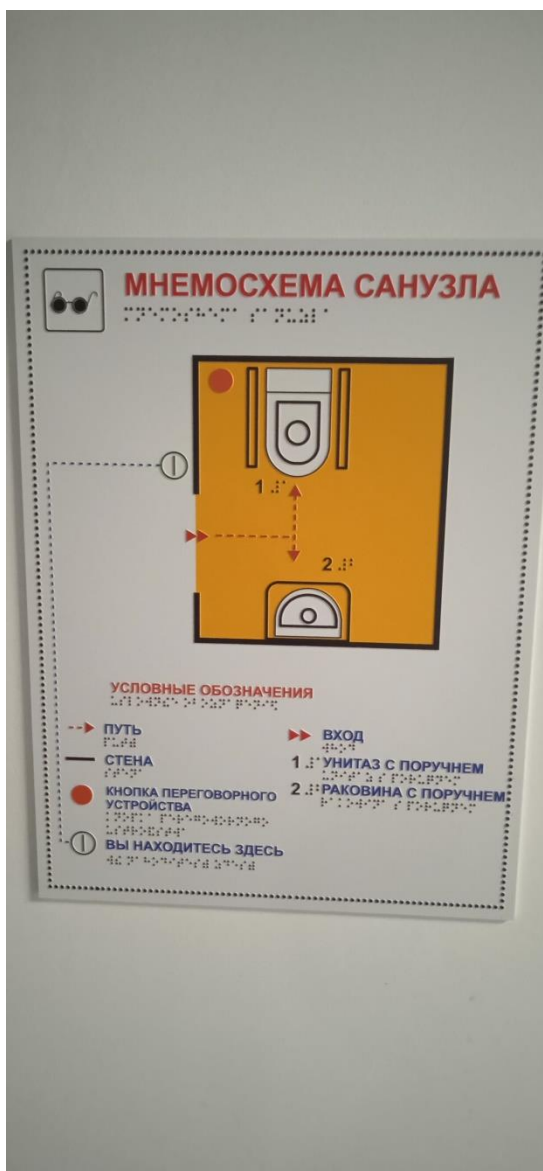 МНЕМОСХЕМА САНУЗЛА
1
2
УСЛОВНЫЕ ОБОЗНАЧЕНИЯ
ПУТЬ
СТЕНА
КНОПКА ПЕРЕГОВОРНОГО
УСТРОЙСТВА
ВЫ НАХОДИТЕСЬ ЗДЕСЬ
ВХОД
1 УНИТАЗ С ПОРУЧНЕМ
2 РАКОВИНА С ПОРУЧНЕМ